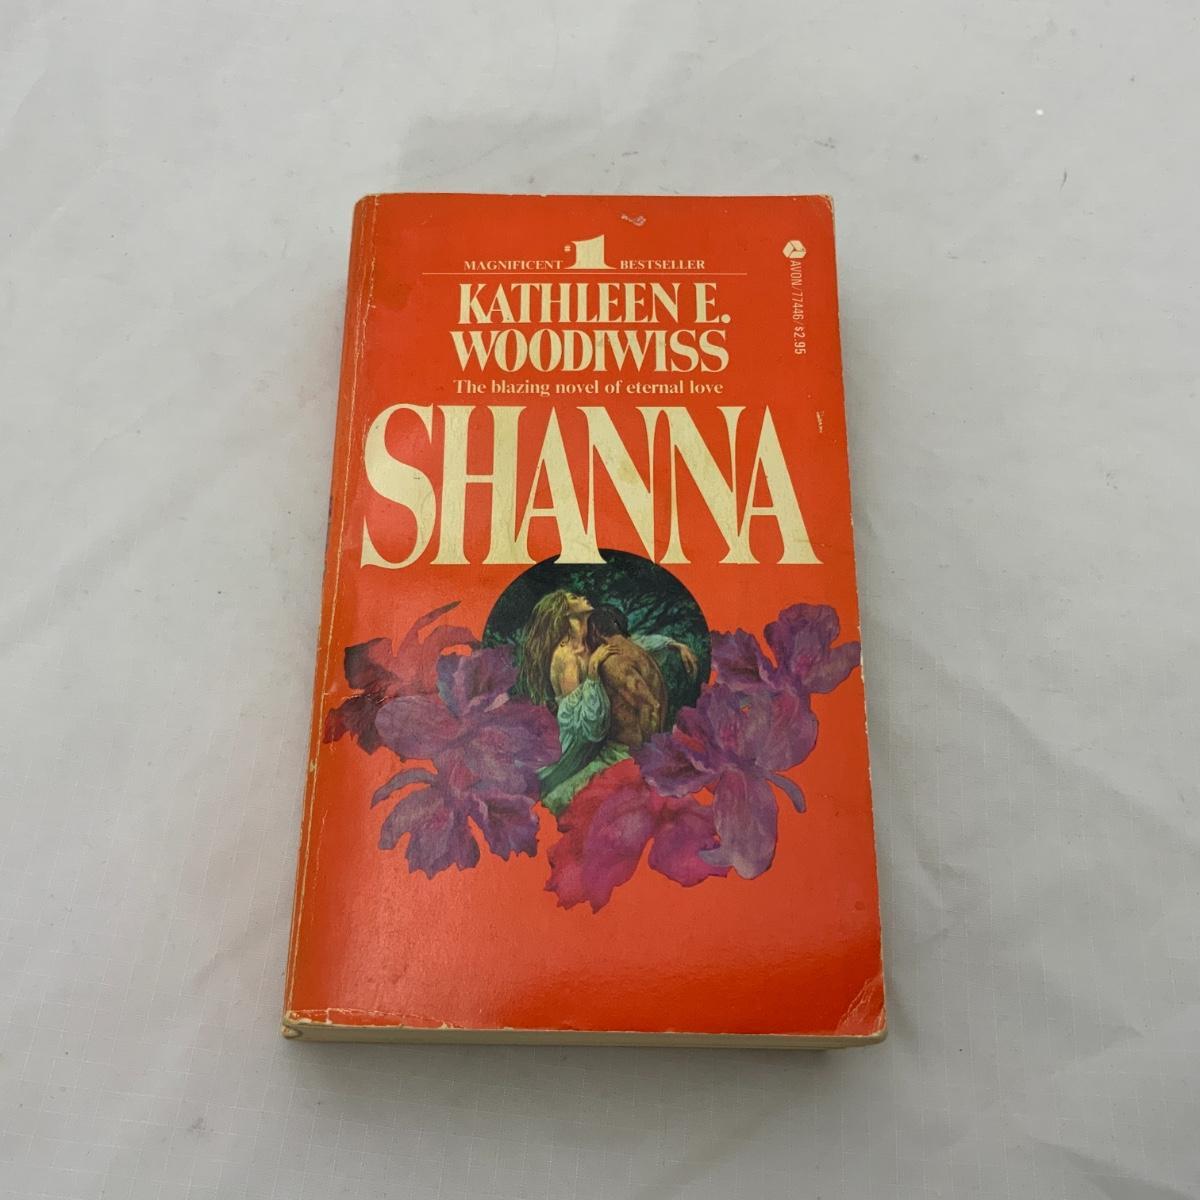 MAGNIFICENT #1 BESTSELLER
KATHLEEN E.
WOODIWISS
The blazing novel of eternal love
SHANNA
AVON/77446/$2.95